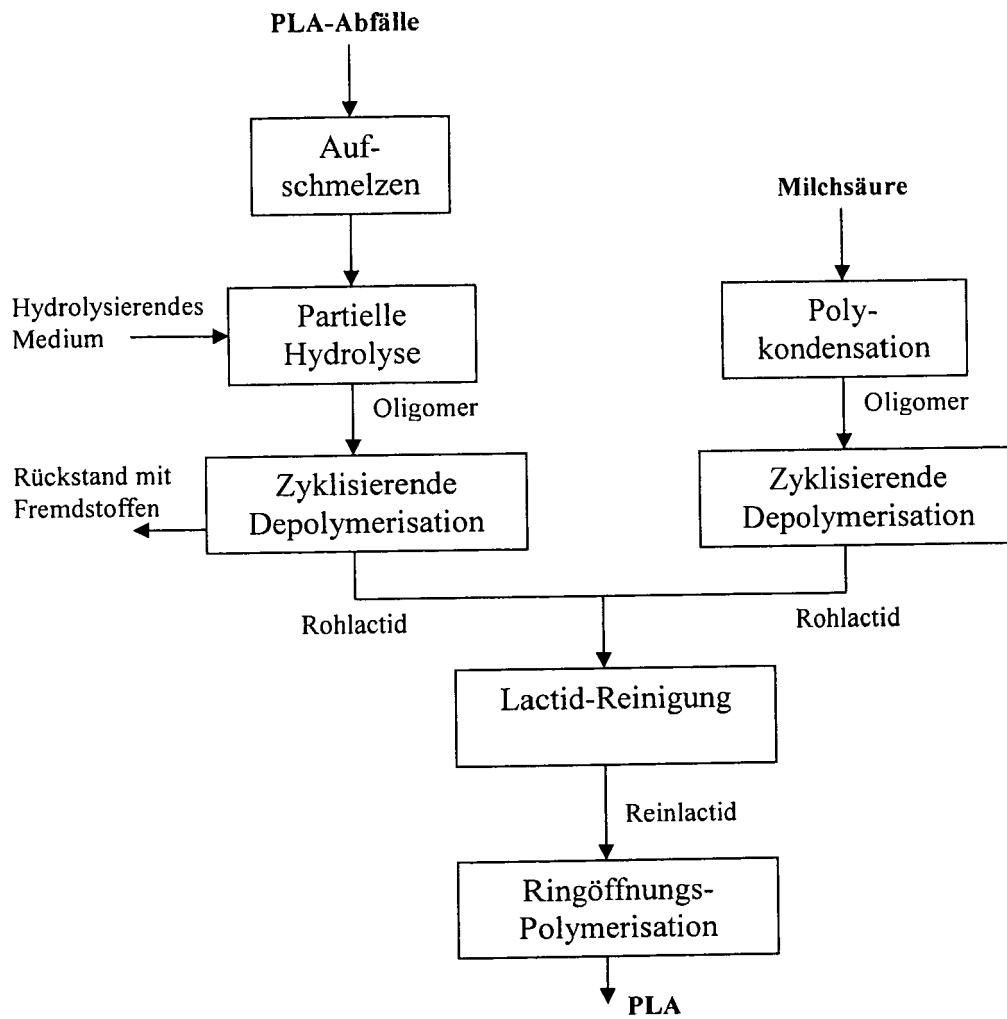 PLA-Abfälle
Auf-
schmelzen
Milchsäure
Hydrolysierendes
Medium
Partielle
Hydrolyse
Poly-
kondensation
Oligomer
Oligomer
Rückstand mit
Fremdstoffen
Zyklisierende
Depolymerisation
Zyklisierende
Depolymerisation
Rohlactid
Rohlactid
Lactid-Reinigung
Reinlactid
Ringöffnungs-
Polymerisation
PLA